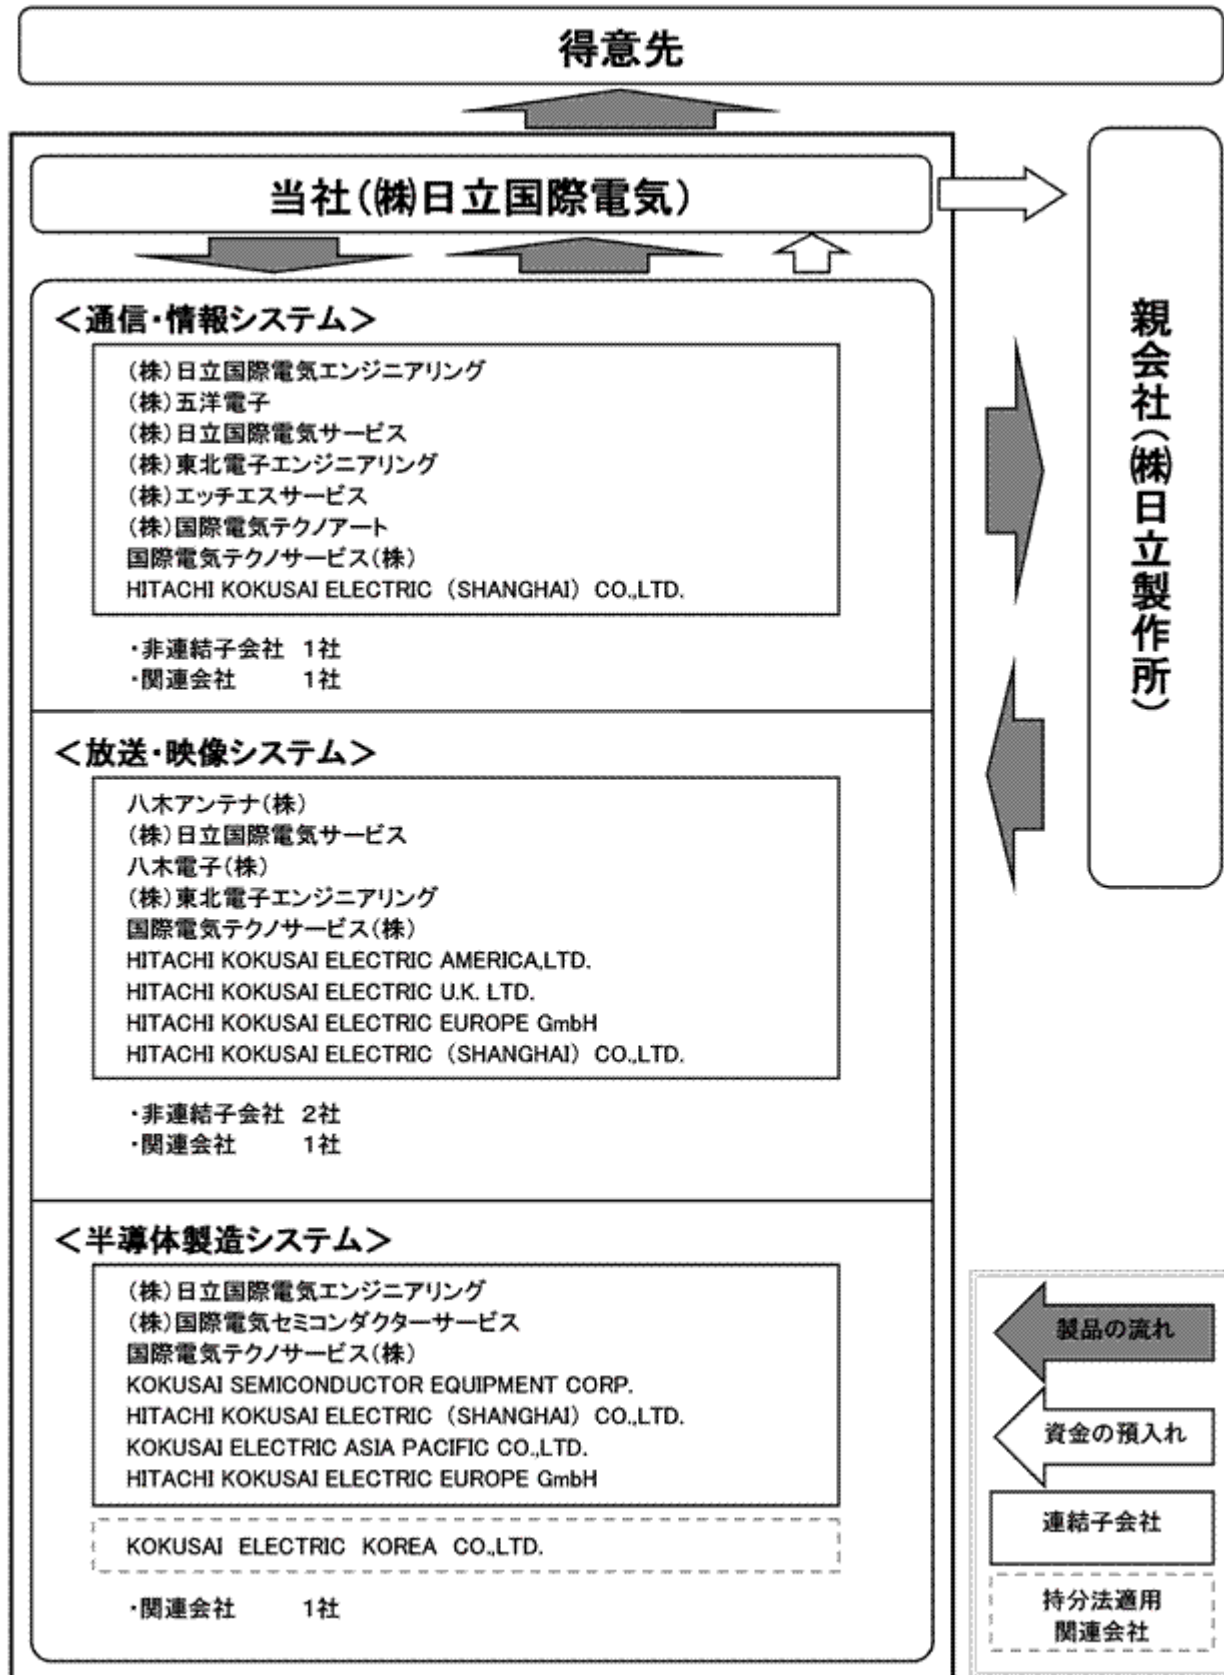 得意先
当社(㈱日立国際電気)
<通信・情報システム>
(株)日立国際電気エンジニアリング
(株)五洋電子
(株)日立国際電気サービス
(株)東北電子エンジニアリング
(株)エッチエスサービス
(株)国際電気テクノアート
国際電気テクノサービス(株)
HITACHI KOKUSAI ELECTRIC (SHANGHAI) CO.,LTD.
・非連結子会社 1社
・関連会社 1社
<放送・映像システム>
八木アンテナ(株)
(株)日立国際電気サービス
八木電子(株)
(株)東北電子エンジニアリング
国際電気テクノサービス(株)
HITACHI KOKUSAI ELECTRIC AMERICA,LTD.
HITACHI KOKUSAI ELECTRIC U.K. LTD.
HITACHI KOKUSAI ELECTRIC EUROPE GmbH
HITACHI KOKUSAI ELECTRIC (SHANGHAI) CO.,LTD.
・非連結子会社 2社
・関連会社 1社
<半導体製造システム>
(株)日立国際電気エンジニアリング
(株)国際電気セミコンダクターサービス
国際電気テクノサービス(株)
KOKUSAI SEMICONDUCTOR EQUIPMENT CORP.
HITACHI KOKUSAI ELECTRIC (SHANGHAI) CO.,LTD.
KOKUSAI ELECTRIC ASIA PACIFIC CO.,LTD.
HITACHI KOKUSAI ELECTRIC EUROPE GmbH
KOKUSAI ELECTRIC KOREA CO.,LTD.
・関連会社 1社
親会社(㈱日立製作所)
製品の流れ
資金の預入れ
連結子会社
持分法適用
関連会社